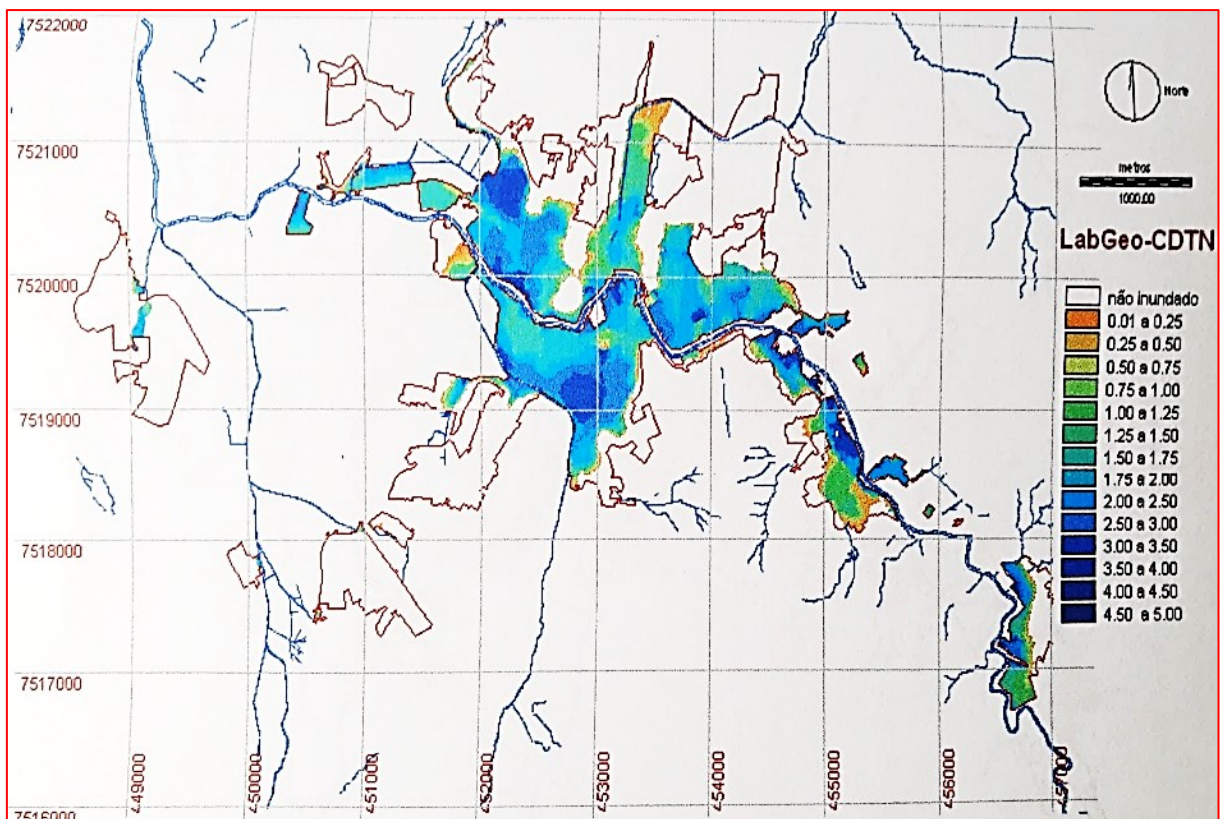 7522000
7521000
7520000
7519000
7518000
7517000
7516000
449000
450000
451000
452000
453000
454000
455000
456000
457000
Norte
metros
1000.00
LabGeo-CDTN
não inundado
0.01 a 0.25
0.25 a 0.50
0.50 a 0.75
0.75 a 1.00
1.00 a 1.25
1.25 a 1.50
1.50 a 1.75
1.75 a 2.00
2.00 a 2.50
2.50 a 3.00
3.00 a 3.50
3.50 a 4.00
4.00 a 4.50
4.50 a 5.00